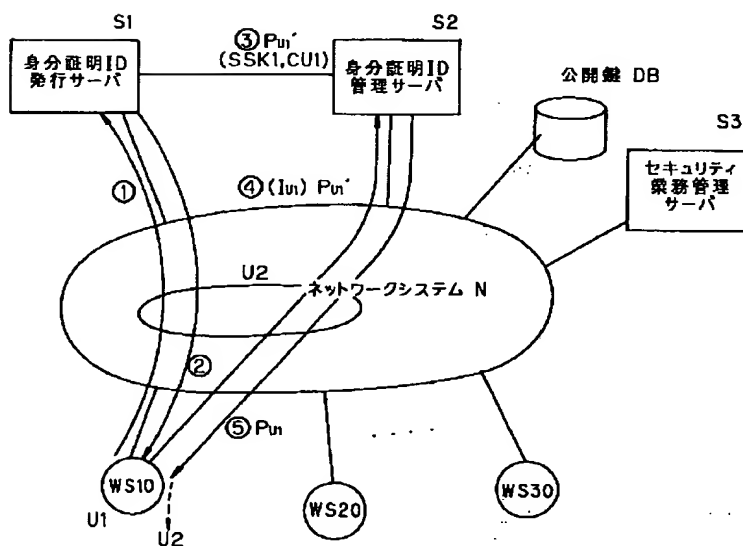 S1
身分証明ID
発行サーバ
③ PU1′
(SSK1,CU1)
S2
身分証明ID
管理サーバ
公開鍵 DB
S3
セキュリティ
業務管理
サーバ
①
④ (IU1) PU1′
U2
ネットワークシステム N
②
⑤ PU1
WS10
U1
U2
WS20
WS30